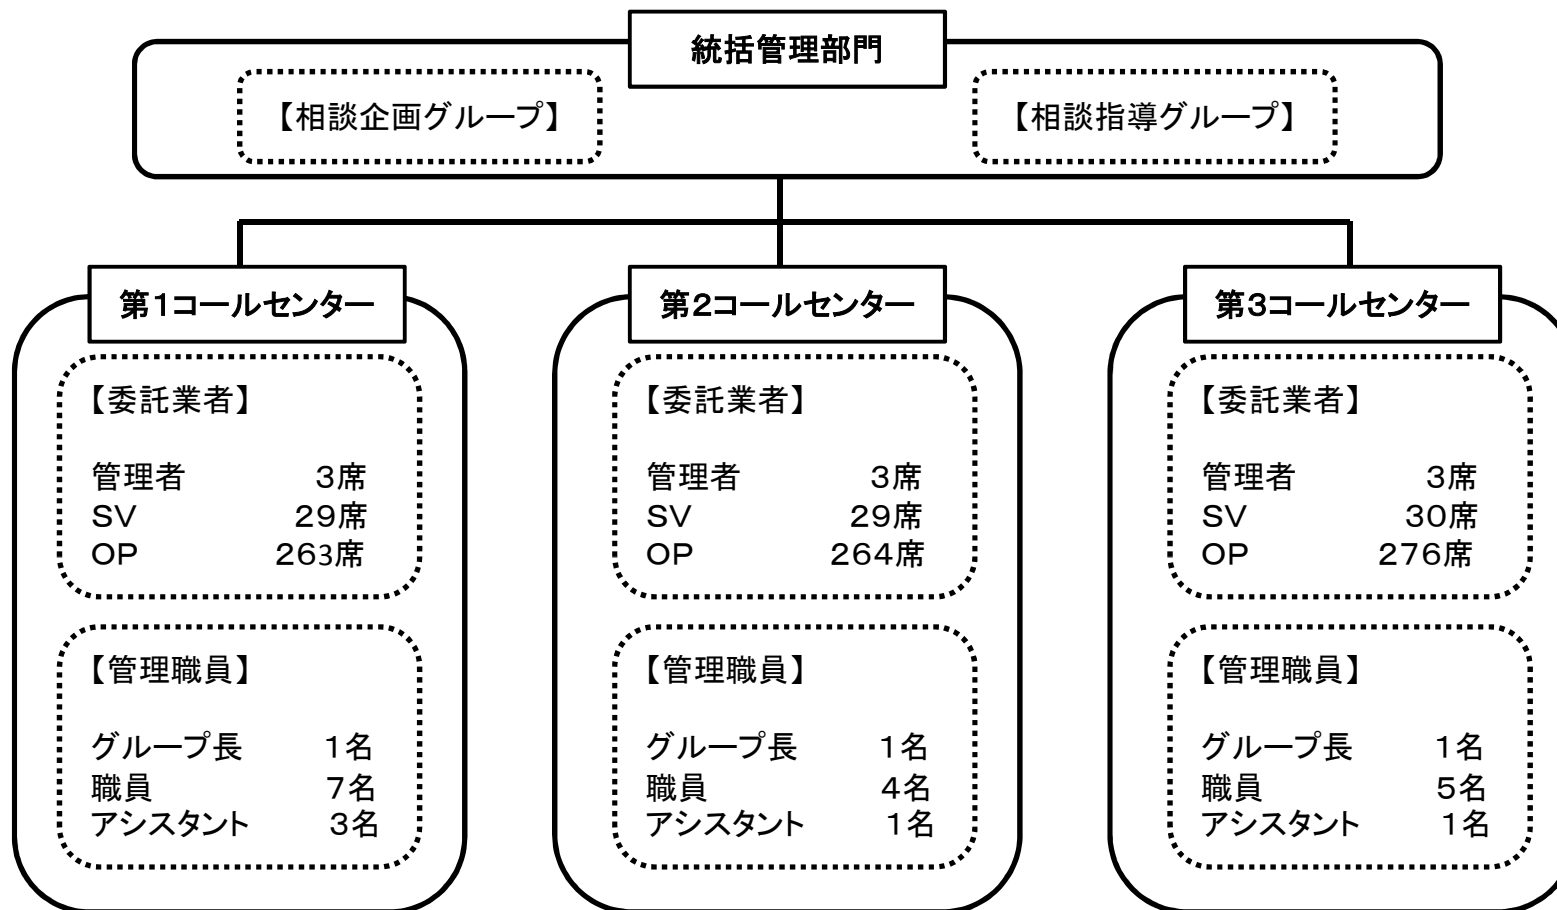 統括管理部門
【相談企画グループ】
【相談指導グループ】
第1コールセンター
【委託業者】
管理者 3席
SV 29席
OP 263席
【管理職員】
グループ長 1名
職員 7名
アシスタント 3名
第2コールセンター
【委託業者】
管理者 3席
SV 29席
OP 264席
【管理職員】
グループ長 1名
職員 4名
アシスタント 1名
第3コールセンター
【委託業者】
管理者 3席
SV 30席
OP 276席
【管理職員】
グループ長 1名
職員 5名
アシスタント 1名